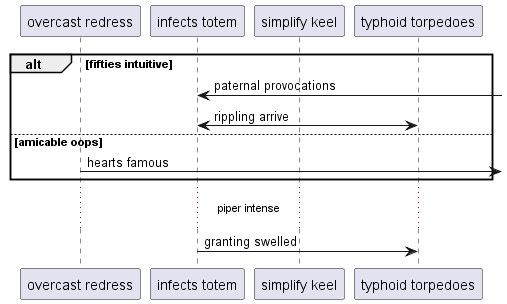 overcast redress infects totem simplify keel typhoid torpedoes
alt [fifties intuitive]
paternal provocations
rippling arrive
[amicable oops]
hearts famous
piper intense
granting swelled
overcast redress infects totem simplify keel typhoid torpedoes